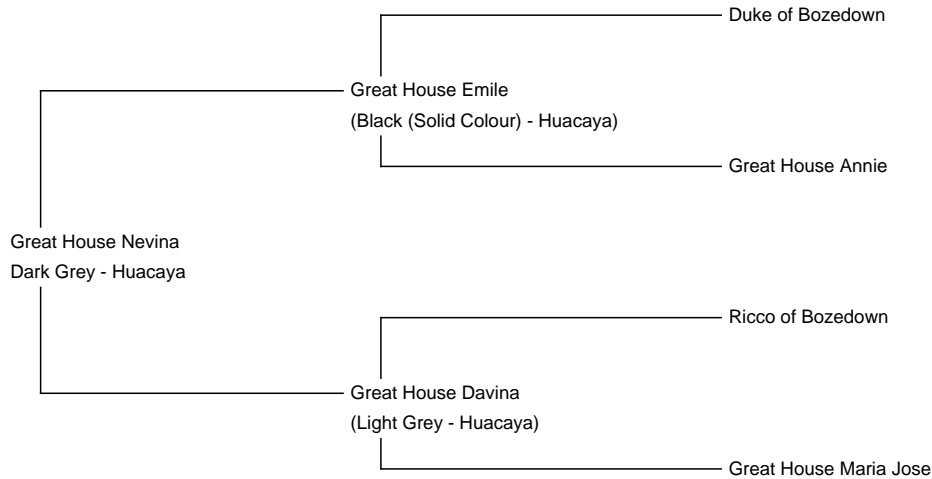 Duke of Bozedown
Great House Emile
(Black (Solid Colour) - Huacaya)
Great House Annie
Great House Nevina
Dark Grey - Huacaya
Ricco of Bozedown
Great House Davina
(Light Grey - Huacaya)
Great House Maria Jose